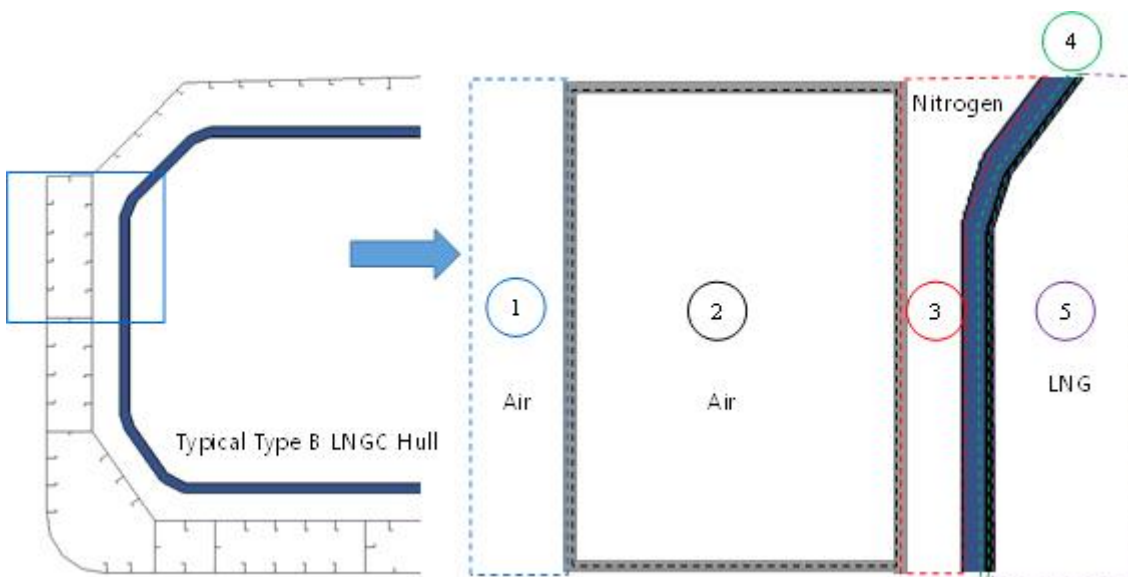 4
Nitrogen
1
2
3
5
Air
Air
LNG
Typical Type B LNGC Hull